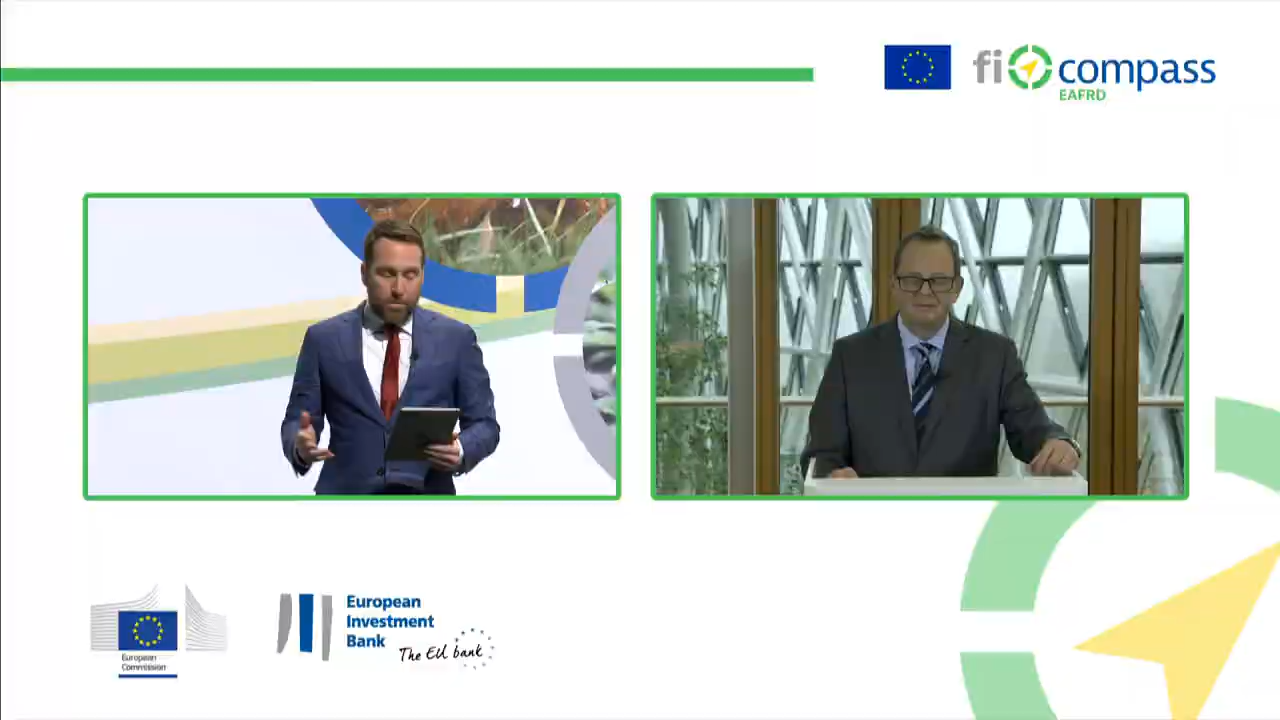 fi compass
EAFRD
European
Commission
European
Investment
Bank
The EU bank